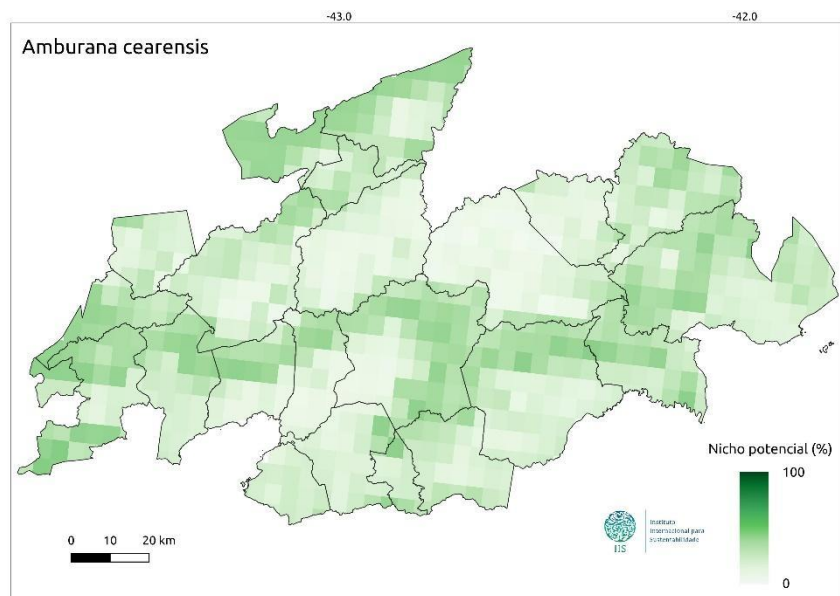 -43.0
-42.0
Amburana cearensis
Nicho potencial (%)
100
0
0
10
20 km
Instituto
Internacional para
Sustentabilidade
IIS